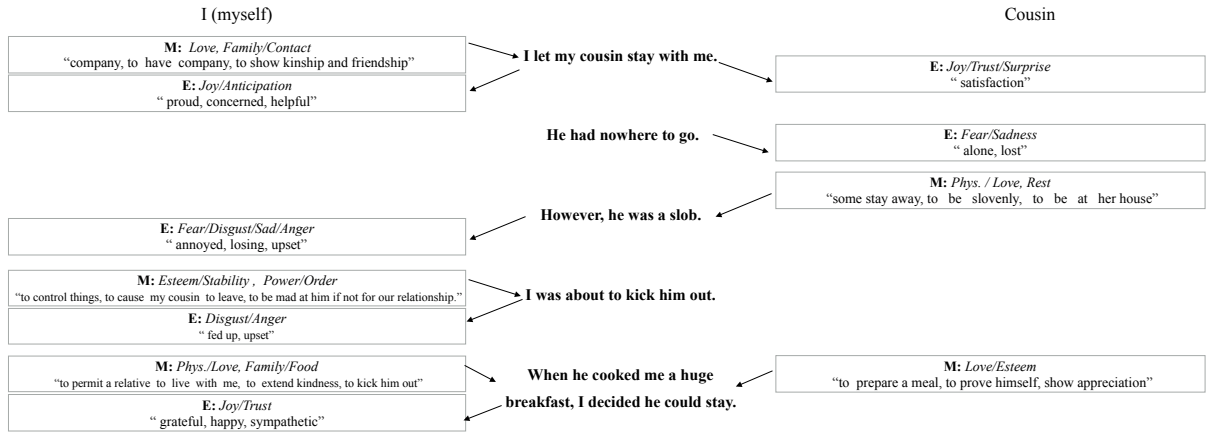 I (myself)
Cousin
M: Love, Family/Contact
“company, to have company, to show kinship and friendship”
E: Joy/Anticipation
“ proud, concerned, helpful”
I let my cousin stay with me.
E: Joy/Trust/Surprise
“ satisfaction”
He had nowhere to go.
E: Fear/Sadness
“ alone, lost”
M: Phys. / Love, Rest
“some stay away, to be slovenly, to be at her house”
However, he was a slob.
E: Fear/Disgust/Sad/Anger
“ annoyed, losing, upset”
M: Esteem/Stability , Power/Order
“to control things, to cause my cousin to leave, to be mad at him if not for our relationship.”
I was about to kick him out.
E: Disgust/Anger
“ fed up, upset”
M: Phys./Love, Family/Food
“to permit a relative to live with me, to extend kindness, to kick him out”
E: Joy/Trust
“ grateful, happy, sympathetic”
When he cooked me a huge
breakfast, I decided he could stay.
M: Love/Esteem
“to prepare a meal, to prove himself, show appreciation”